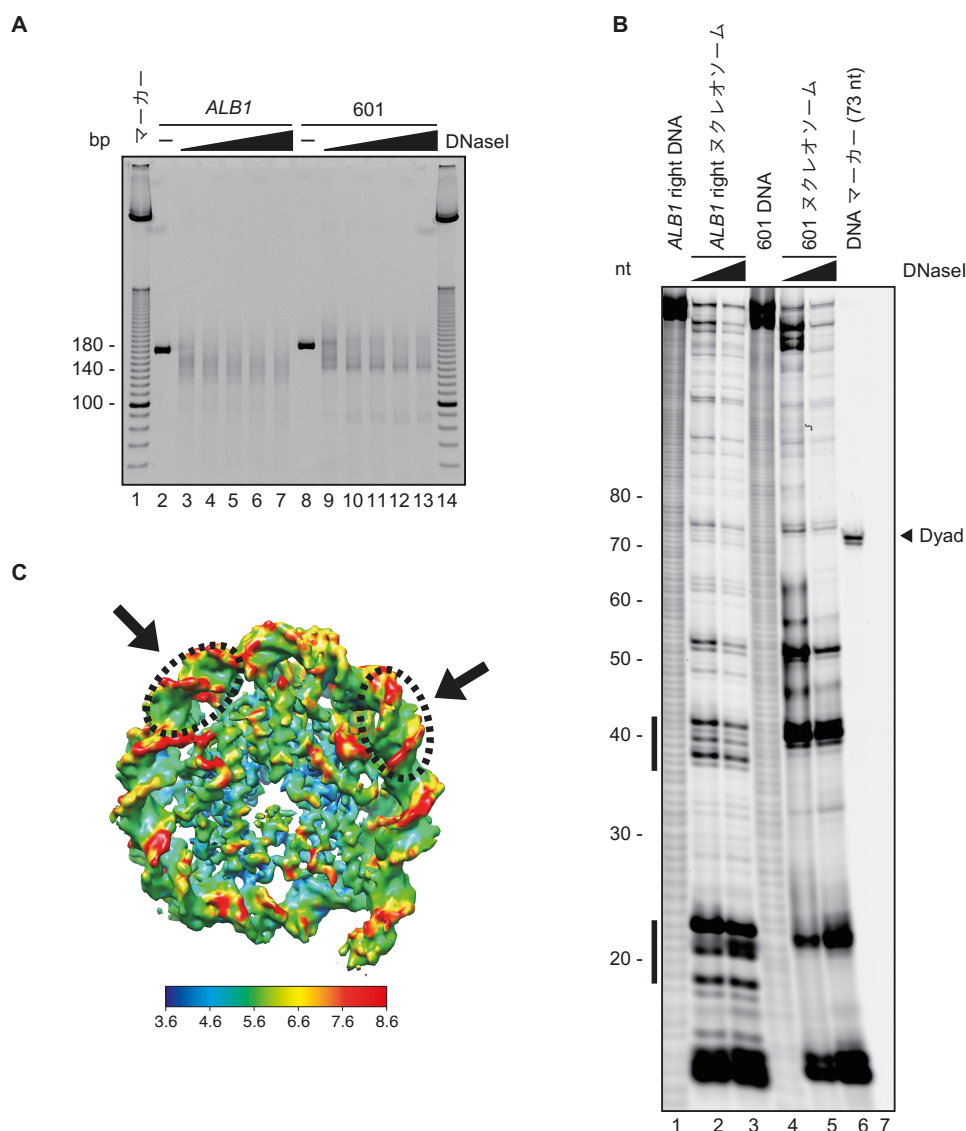 A
マーカー
ALB1
601
bp
–
–
DNaseI
180 -
140 -
100 -
1 2 3 4 5 6 7 8 9 10 11 12 13 14
B
ALB1 right DNA
ALB1 right ヌクレオソーム
601 DNA
601 ヌクレオソーム
DNA マーカー (73 nt)
nt
DNaseI
80 -
70 -
Dyad
60 -
50 -
40 -
30 -
20 -
1 2 3 4 5 6 7
C
3.6 4.6 5.6 6.6 7.6 8.6